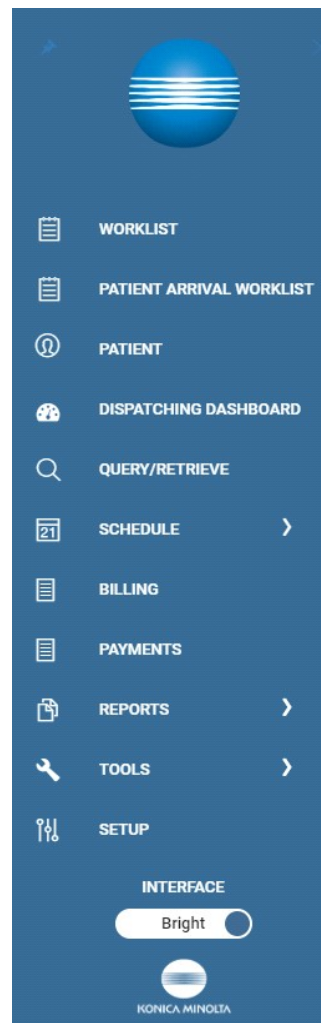 WORKLIST
PATIENT ARRIVAL WORKLIST
PATIENT
DISPATCHING DASHBOARD
QUERY/RETRIEVE
21 SCHEDULE
BILLING
PAYMENTS
REPORTS
TOOLS
SETUP
INTERFACE
Bright
KONICA MINOLTA